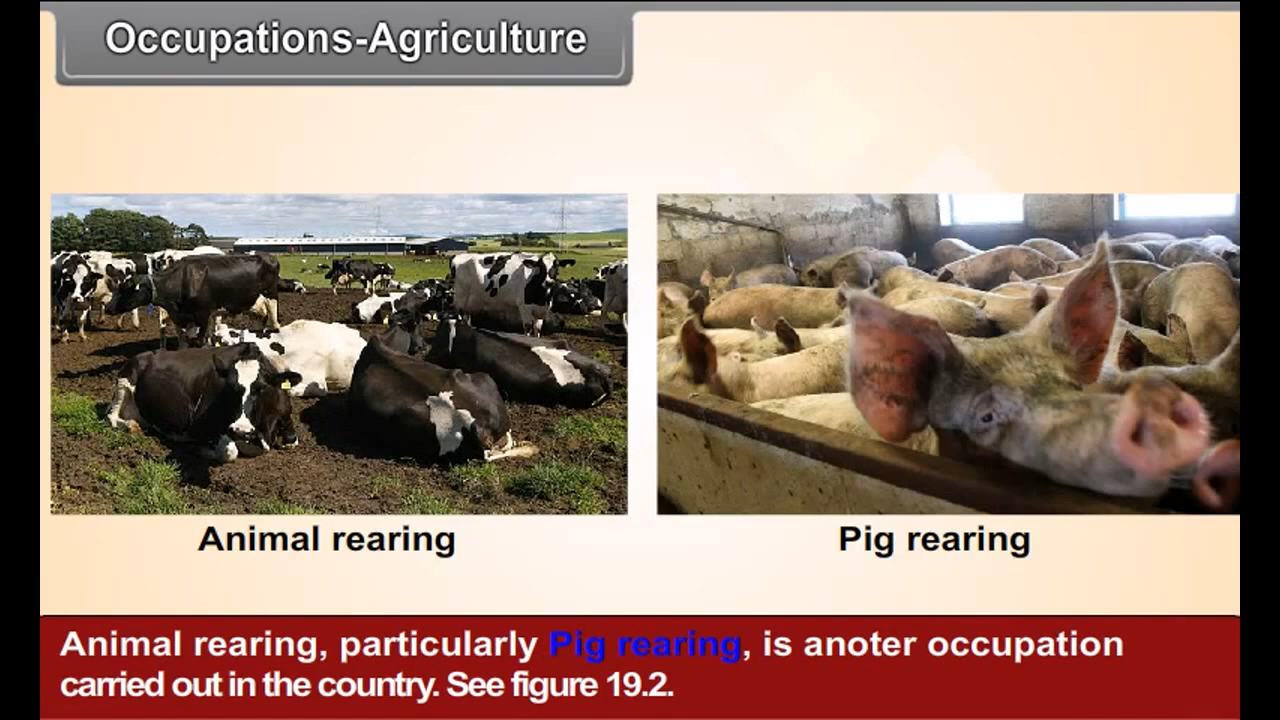 Occupations-Agriculture
Animal rearing
Pig rearing
Animal rearing, particularly Pig rearing, is anoter occupation
carried out in the country. See figure 19.2.